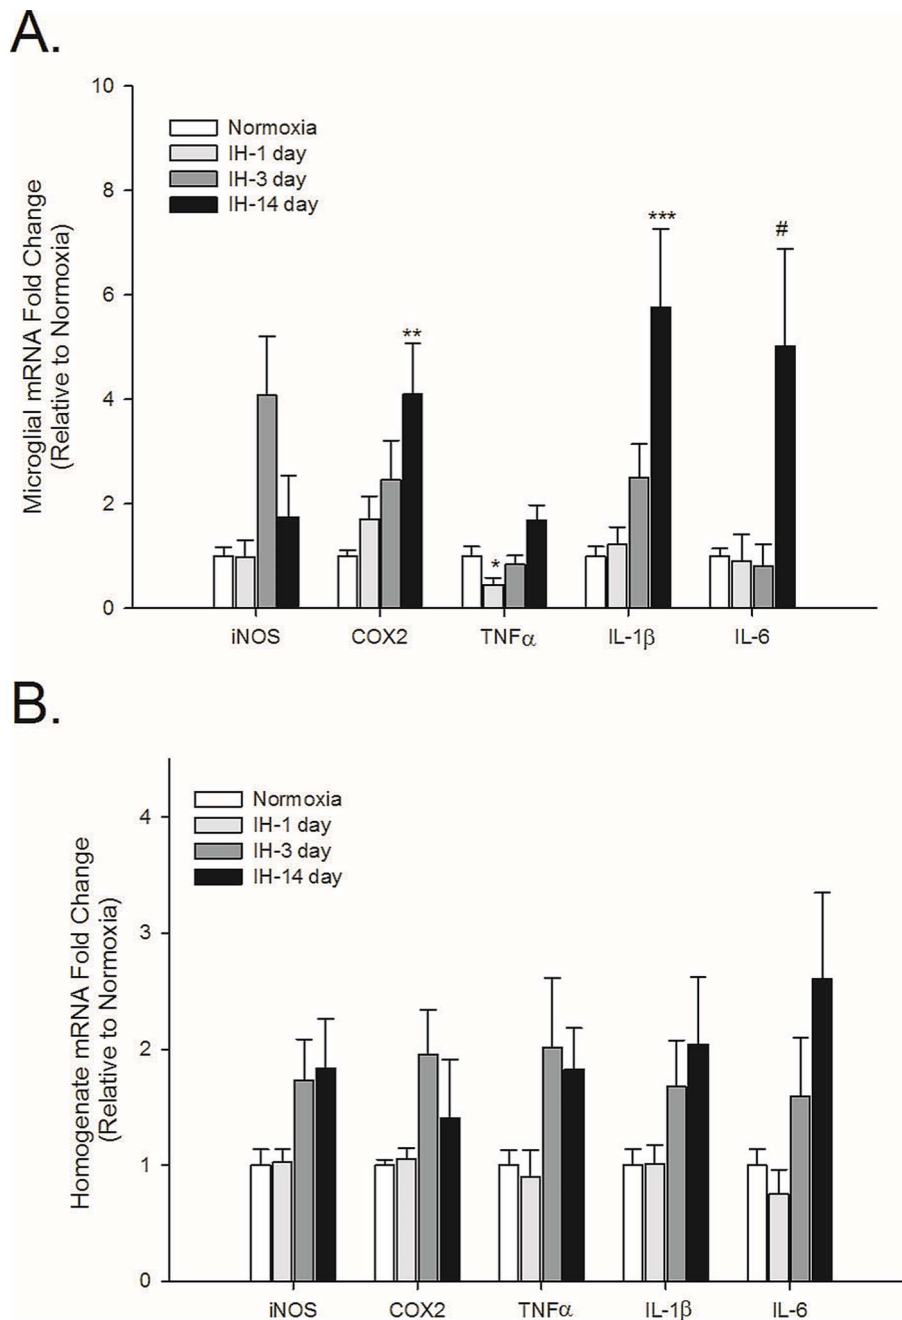 A.
Microglial mRNA Fold Change
(Relative to Normoxia)
10
8
6
4
2
0
Normoxia
IH-1 day
IH-3 day
IH-14 day
**
*
***
#
iNOS COX2 TNFα IL-1β IL-6
B.
Homogenate mRNA Fold Change
(Relative to Normoxia)
4
3
2
1
0
Normoxia
IH-1 day
IH-3 day
IH-14 day
iNOS COX2 TNFα IL-1β IL-6